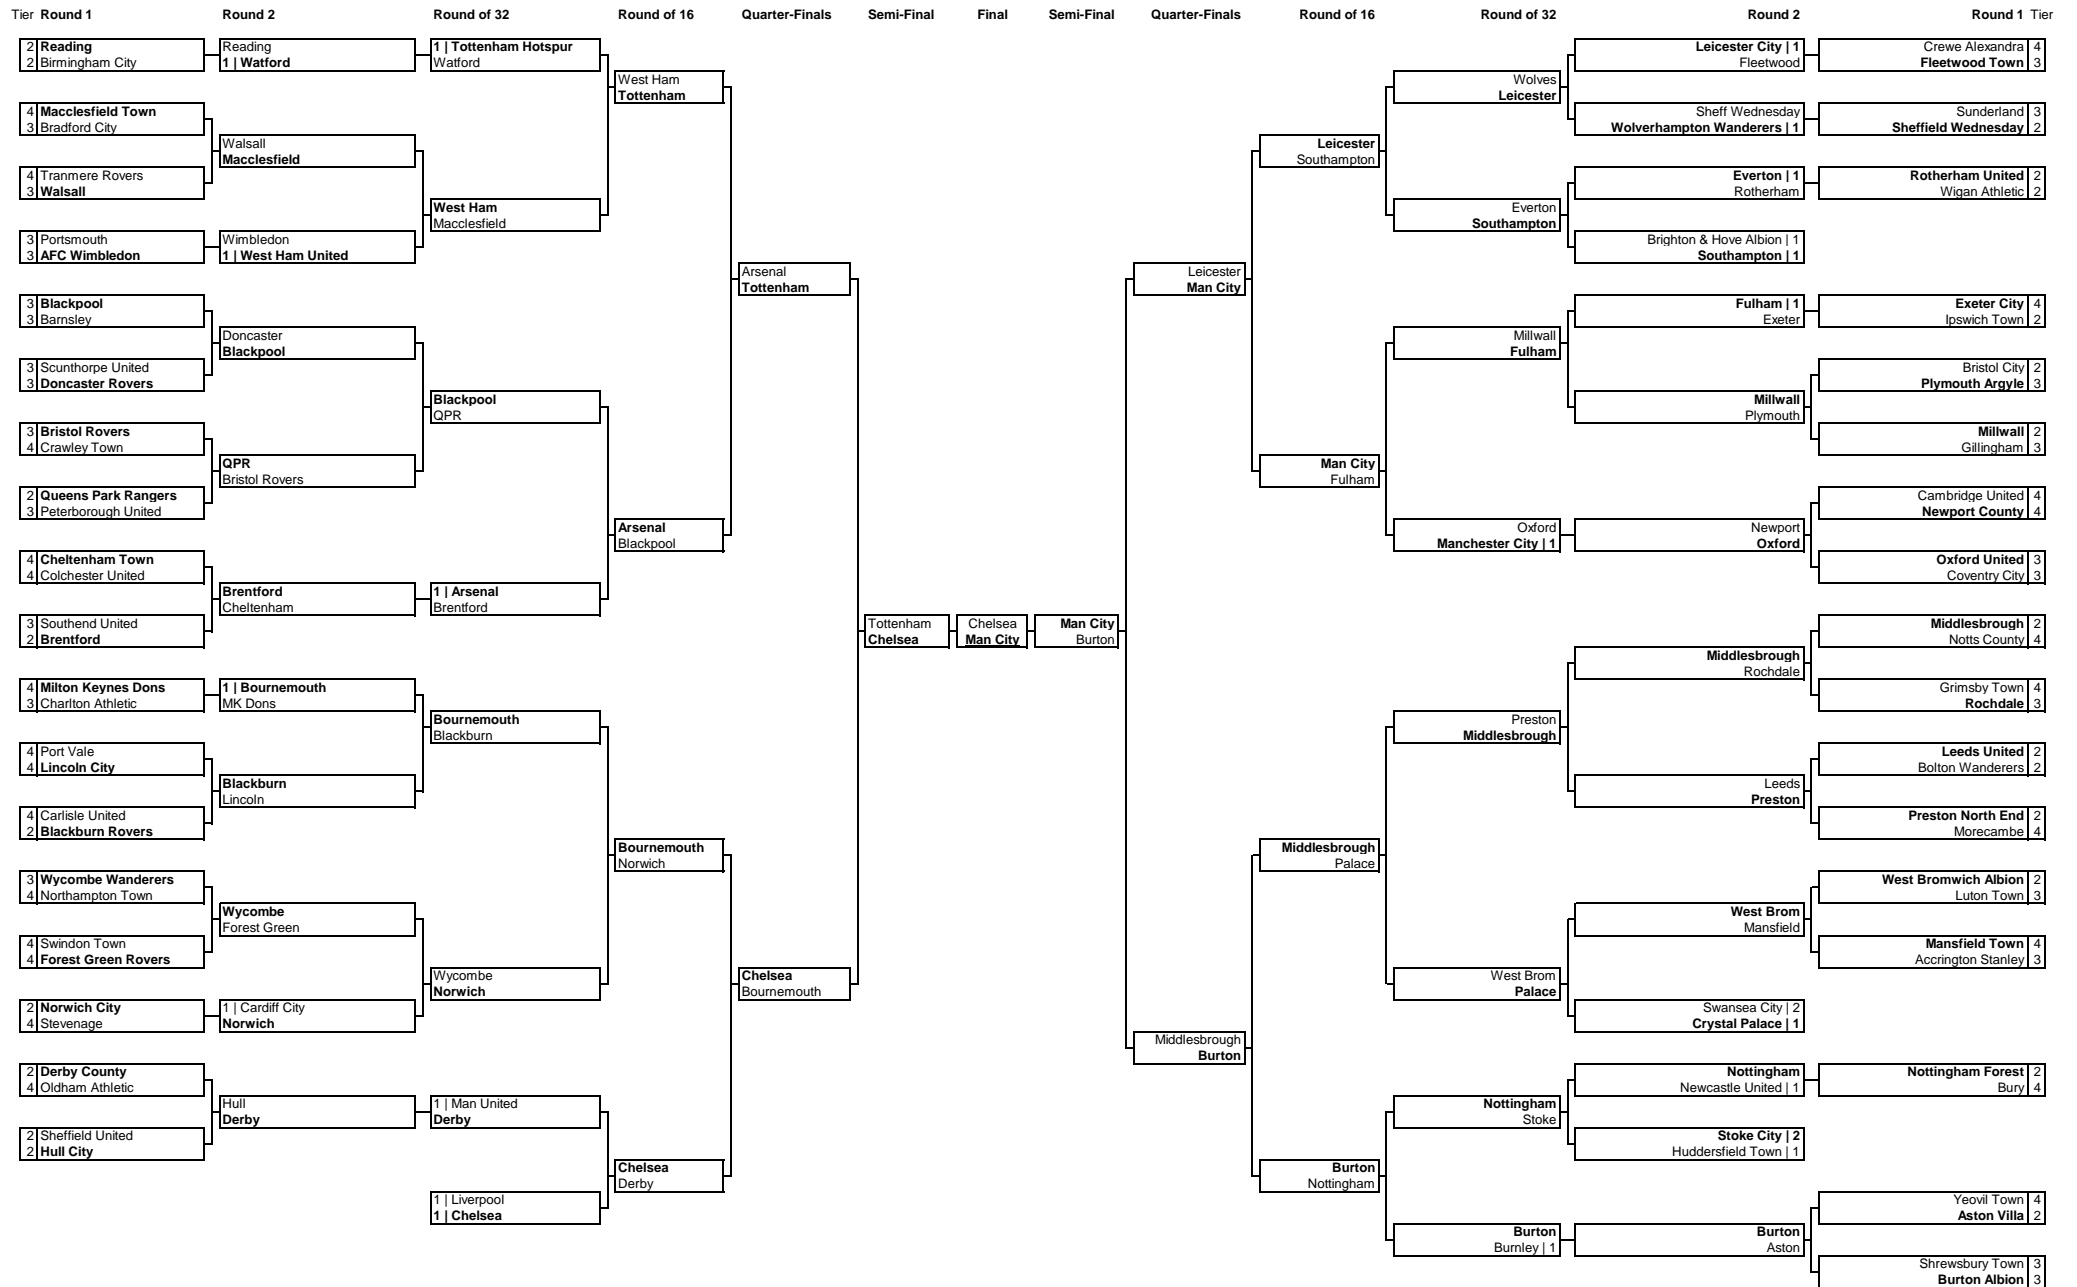 Tier Round 1 Round 2 Round of 32 Round of 16 Quarter-Finals Semi-Final Final Semi-Final Quarter-Finals Round of 16 Round of 32 Round 2 Round 1 Tier
2 Reading
2 Birmingham City
4 Macclesfield Town
3 Bradford City
4 Tranmere Rovers
3 Walsall
3 Portsmouth
3 AFC Wimbledon
3 Blackpool
3 Barnsley
3 Scunthorpe United
3 Doncaster Rovers
3 Bristol Rovers
4 Crawley Town
2 Queens Park Rangers
3 Peterborough United
4 Cheltenham Town
4 Colchester United
3 Southend United
2 Brentford
4 Milton Keynes Dons
3 Charlton Athletic
4 Port Vale
4 Lincoln City
4 Carlisle United
2 Blackburn Rovers
3 Wycombe Wanderers
4 Northampton Town
4 Swindon Town
4 Forest Green Rovers
2 Norwich City
4 Stevenage
2 Derby County
4 Oldham Athletic
2 Sheffield United
2 Hull City
Reading
1 | Watford
Walsall
Macclesfield
Wimbledon
1 | West Ham United
Doncaster
Blackpool
QPR
Bristol Rovers
Brentford
Cheltenham
1 | Bournemouth
MK Dons
Blackburn
Lincoln
Wycombe
Forest Green
1 | Cardiff City
Norwich
Hull
Derby
1 | Tottenham Hotspur
Watford
West Ham
Macclesfield
Blackpool
QPR
1 | Arsenal
Brentford
Bournemouth
Blackburn
Wycombe
Norwich
1 | Man United
Derby
1 | Liverpool
1 | Chelsea
West Ham
Tottenham
Arsenal
Blackpool
Bournemouth
Norwich
Chelsea
Derby
Arsenal
Tottenham
Chelsea
Bournemouth
Tottenham
Chelsea
Chelsea
Man City
Man City
Burton
Leicester
Man City
Middlesbrough
Burton
Leicester
Southampton
Man City
Fulham
Middlesbrough
Palace
Burton
Nottingham
Wolves
Leicester
Everton
Southampton
Millwall
Fulham
Oxford
Manchester City | 1
Preston
Middlesbrough
West Brom
Palace
Nottingham
Stoke
Burton
Burnley | 1
Leicester City | 1
Fleetwood
Sheff Wednesday
Wolverhampton Wanderers | 1
Everton | 1
Rotherham
Brighton & Hove Albion | 1
Southampton | 1
Fulham | 1
Exeter
Millwall
Plymouth
Newport
Oxford
Middlesbrough
Rochdale
Leeds
Preston
West Brom
Mansfield
Swansea City | 2
Crystal Palace | 1
Nottingham
Newcastle United | 1
Stoke City | 2
Huddersfield Town | 1
Burton
Aston
Crewe Alexandra 4
Fleetwood Town 3
Sunderland 3
Sheffield Wednesday 2
Rotherham United 2
Wigan Athletic 2
Exeter City 4
Ipswich Town 2
Bristol City 2
Plymouth Argyle 3
Millwall 2
Gillingham 3
Cambridge United 4
Newport County 4
Oxford United 3
Coventry City 3
Middlesbrough 2
Notts County 4
Grimsby Town 4
Rochdale 3
Leeds United 2
Bolton Wanderers 2
Preston North End 2
Morecambe 4
West Bromwich Albion 2
Luton Town 3
Mansfield Town 4
Accrington Stanley 3
Nottingham Forest 2
Bury 4
Yeovil Town 4
Aston Villa 2
Shrewsbury Town 3
Burton Albion 3